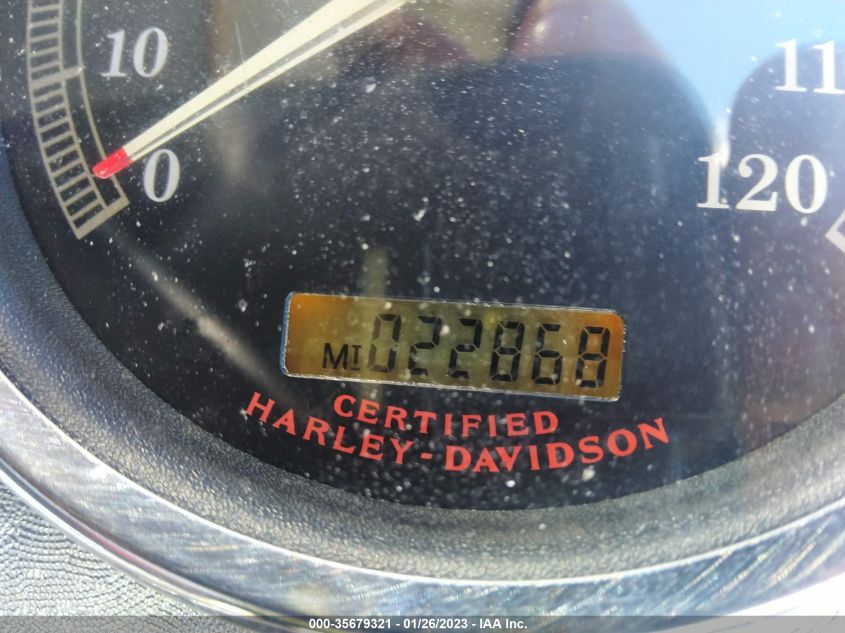 10
0
11
120
MI 022868
CERTIFIED
HARLEY-DAVIDSON
000-35679321 - 01/26/2023 - IAA Inc.